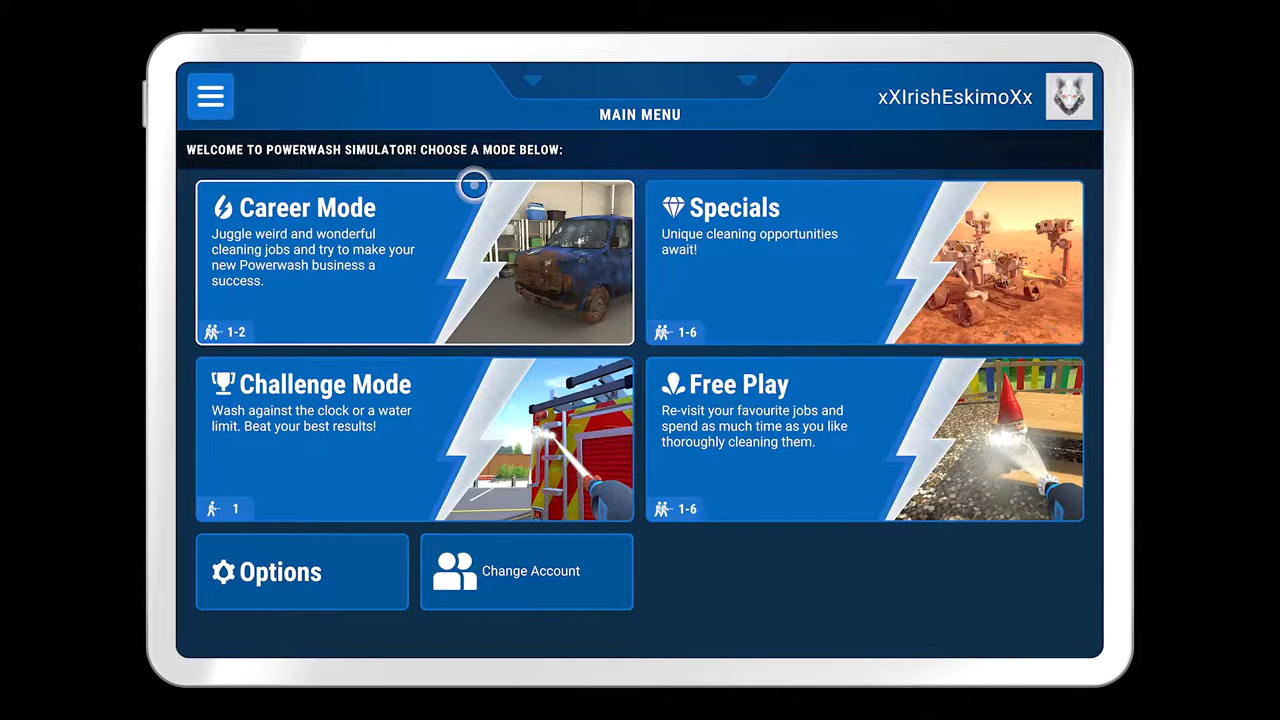 xXIrishEskimoXx
MAIN MENU
WELCOME TO POWERWASH SIMULATOR! CHOOSE A MODE BELOW:
Career Mode
Juggle weird and wonderful
cleaning jobs and try to make your
new Powerwash business a
success.
1-2
Specials
Unique cleaning opportunities
await!
1-6
Challenge Mode
Wash against the clock or a water
limit. Beat your best results!
1
Free Play
Re-visit your favourite jobs and
spend as much time as you like
thoroughly cleaning them.
1-6
Options
Change Account